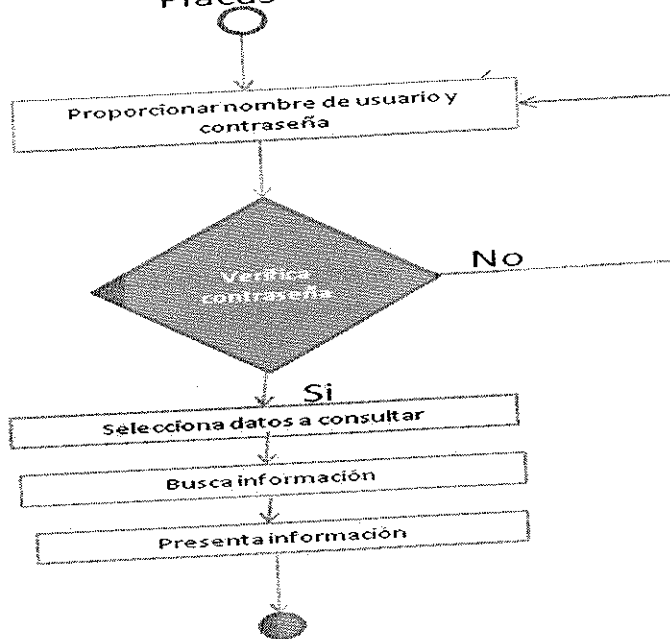 Proporcionar nombre de usuario y
contraseña
Verifica
contraseña
No
Si
Selecciona datos a consultar
Busca información
Presenta información